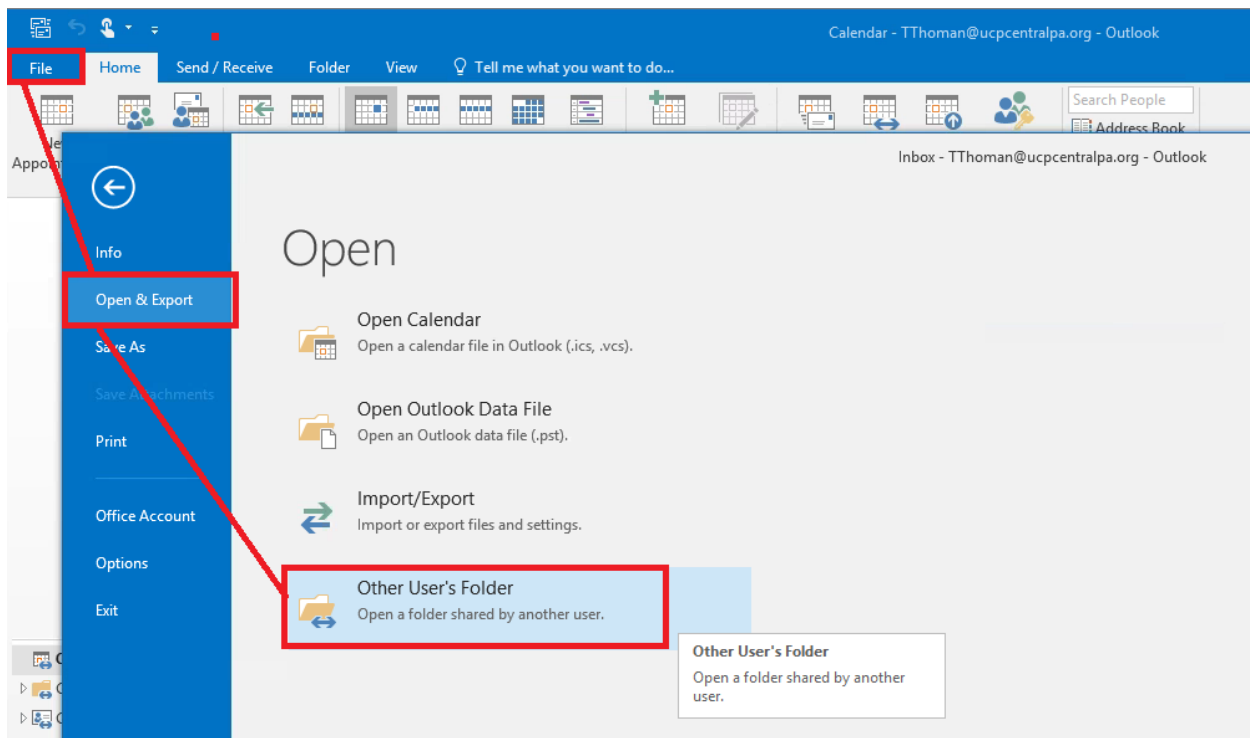 Calendar - TThoman@ucpcentralpa.org - Outlook
File Home Send / Receive Folder View Tell me what you want to do...
Search People
Address Book
Inbox - TThoman@ucpcentralpa.org - Outlook
Info
Open & Export
Save As
Save Attachments
Print
Office Account
Options
Exit
Open
Open Calendar
Open a calendar file in Outlook (.ics, .vcs).
Open Outlook Data File
Open an Outlook data file (.pst).
Import/Export
Import or export files and settings.
Other User's Folder
Open a folder shared by another user.
Other User's Folder
Open a folder shared by another
user.